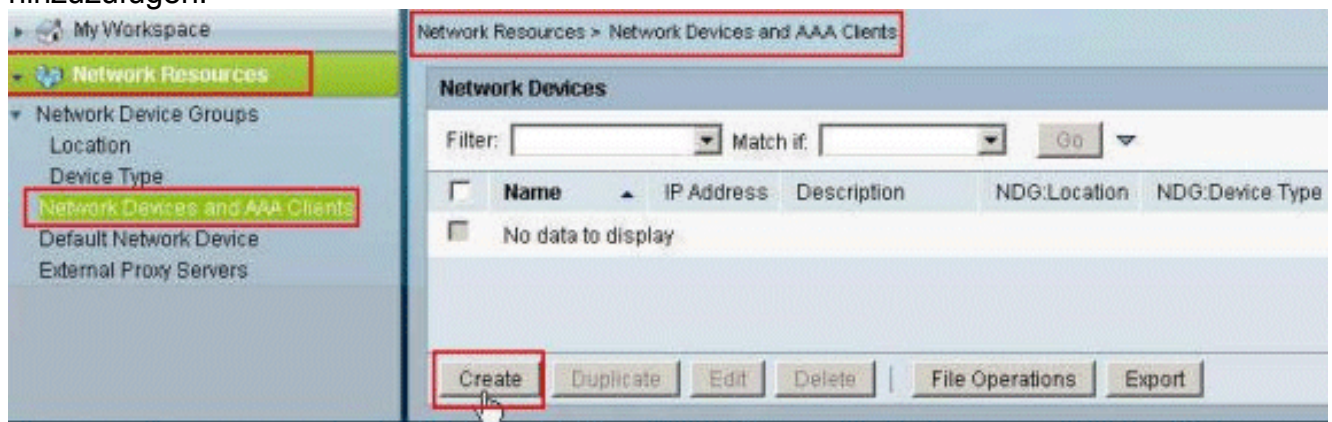 hinzuzufügen.
My Workspace
Network Resources
Network Device Groups
Location
Device Type
Network Devices and AAA Clients
Default Network Device
External Proxy Servers
Network Resources > Network Devices and AAA Clients
Network Devices
Filter: Match if: Go
Name IP Address Description NDG:Location NDG:Device Type
No data to display
Create Duplicate Edit Delete | File Operations Export